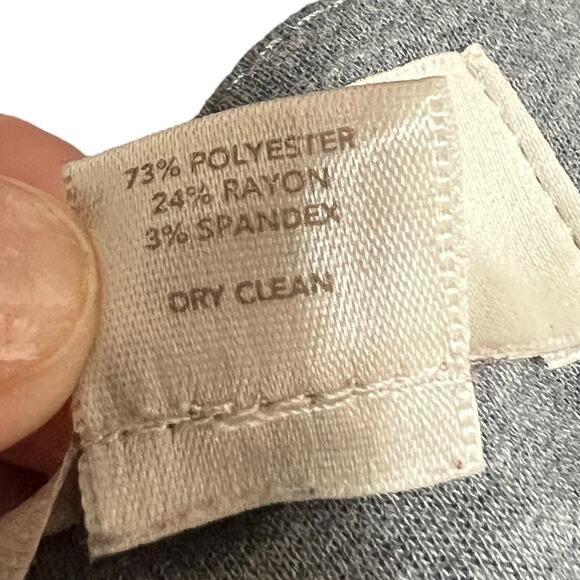 73% POLYESTER
24% RAYON
3% SPANDEX
DRY CLEAN